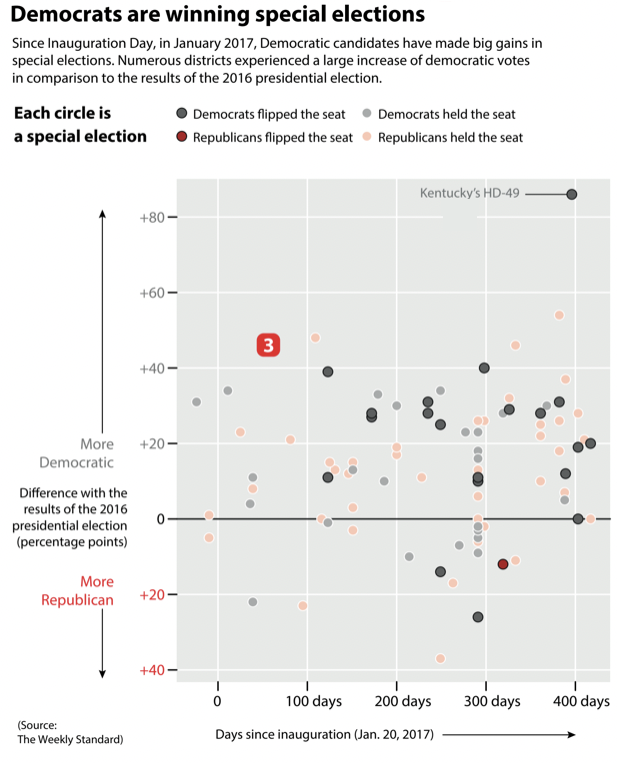 Democrats are winning special elections
Since Inauguration Day, in January 2017, Democratic candidates have made big gains in
special elections. Numerous districts experienced a large increase of democratic votes
in comparison to the results of the 2016 presidential election.
Each circle is
a special election
Democrats flipped the seat
Democrats held the seat
Republicans flipped the seat
Republicans held the seat
Kentucky's HD-49
+80
+60
3
+40
+20
More
Democratic
Difference with the
results of the 2016
presidential election
(percentage points)
0
More
Republican
+20
+40
0
100 days
200 days
300 days
400 days
(Source:
The Weekly Standard)
Days since inauguration (Jan. 20, 2017)